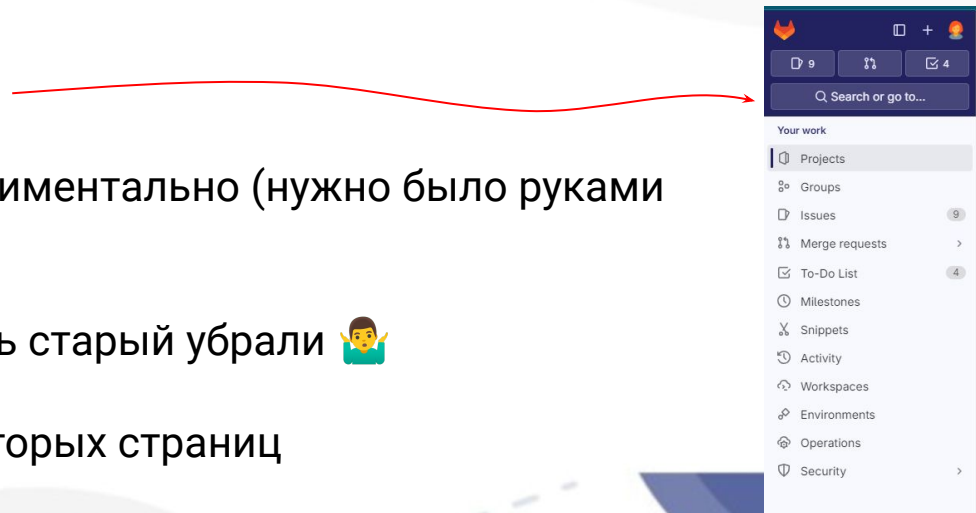 9
4
Search or go to...
Your work
Projects
иментально (нужно было руками
Groups
Issues 9
Merge requests
To-Do List 4
Milestones
ь старый убрали 🤷‍♂️
Snippets
Activity
Workspaces
Environments
торых страниц
Operations
Security